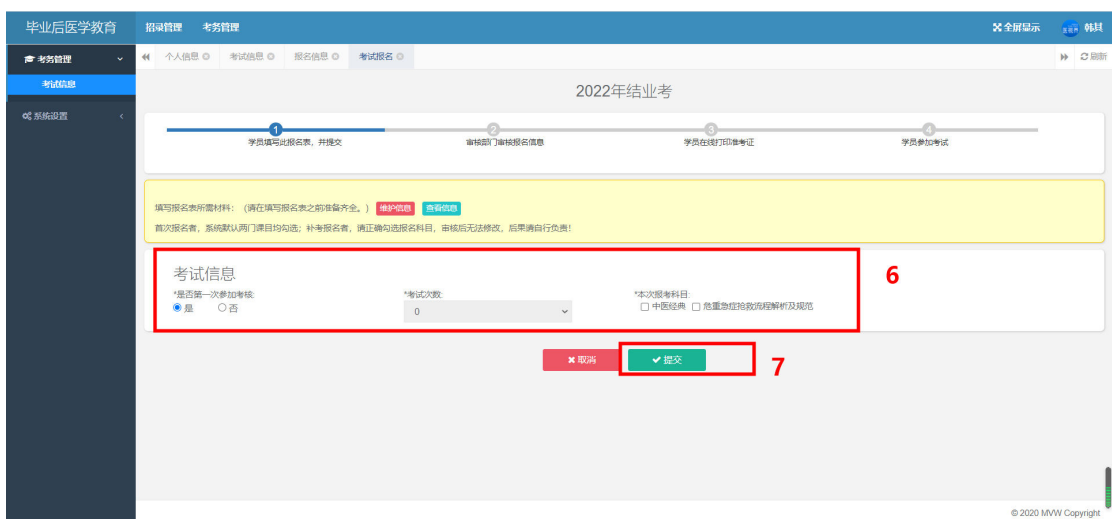 毕业后医学教育 招录管理 考务管理 全屏显示 韩其
考务管理 个人信息 考试信息 报名信息 考试报名 刷新
考试信息
系统设置
2022年结业考
1 2 3 4
学员填写此报名表，并提交 审核部门审核报名信息 学员在线打印准考证 学员参加考试
填写报名表所需材料：（请在填写报名表之前准备齐全。） 维护信息 查看信息
首次报名者，系统默认两门课目均勾选；补考报名者，请正确勾选报名科目，审核后无法修改，后果请自行负责！
考试信息
*是否第一次参加考核: *考试次数: *本次报考科目:
是 否 0 中医经典 危重急症抢救流程解析及规范
6
取消 提交
7
© 2020 MVW Copyright